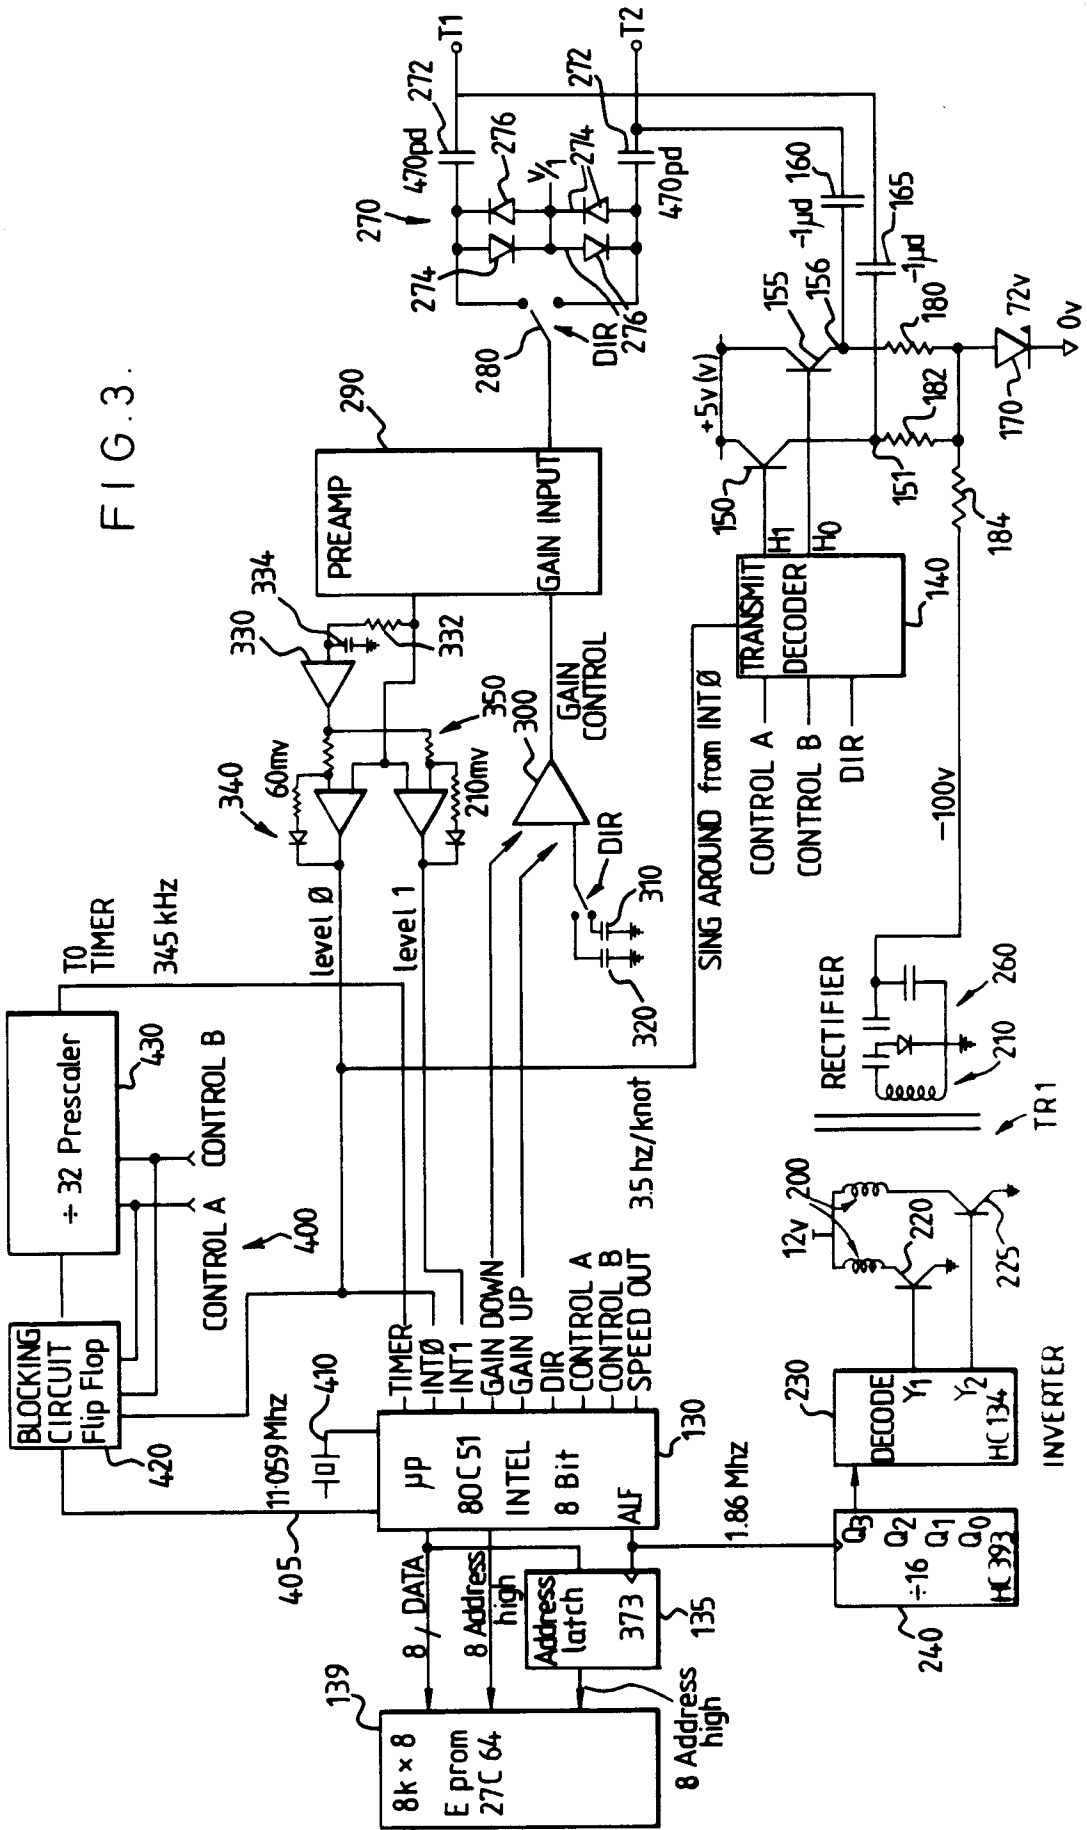 FIG.3.
TO
TIMER
345 kHz
÷ 32 Prescaler
430
CONTROL A
CONTROL B
400
BLOCKING
CIRCUIT
Flip Flop
420
405
11·059 Mhz
410
µp
80C51
INTEL
8 Bit
ALF
130
TIMER
INTØ
INT1
GAIN DOWN
GAIN UP
DIR
CONTROL A
CONTROL B
SPEED OUT
3.5 hz/knot
139
8k × 8
E prom
27C 64
8 / DATA
8 Address
high
Address
latch
373
135
8 Address
high
1.86 Mhz
level Ø
level 1
340
60mv
330
334
332
350
210mv
300
GAIN
CONTROL
DIR
310
320
PREAMP
GAIN INPUT
290
280
DIR
270
274
276
470pd
272
T1
V/1
274
276
470pd
272
T2
SING AROUND from INTØ
TRANSMIT
DECODER
H1
H0
140
CONTROL A
CONTROL B
DIR
+5v (v)
150
151
155
156
-1µd
160
-1µd
165
180
182
184
170
72v
0v
-100v
RECTIFIER
260
210
TR1
12v
200
220
225
230
DECODE
Y1
Y2
HC 134
INVERTER
Q3
Q2
Q1
Q0
÷16
HC 393
240